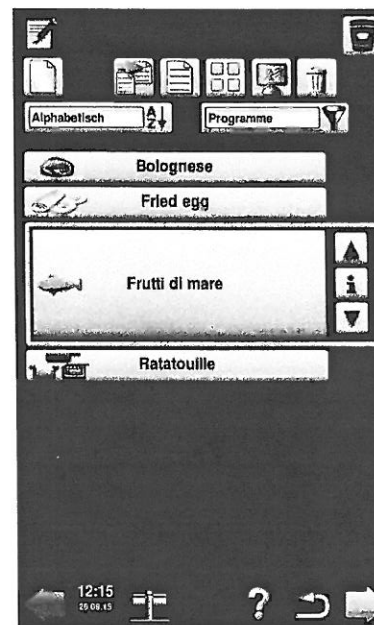 Alphabetisch
A
Z
Programme
Bolognese
Fried egg
Frutti di mare
i
Ratatouille
12:15
?